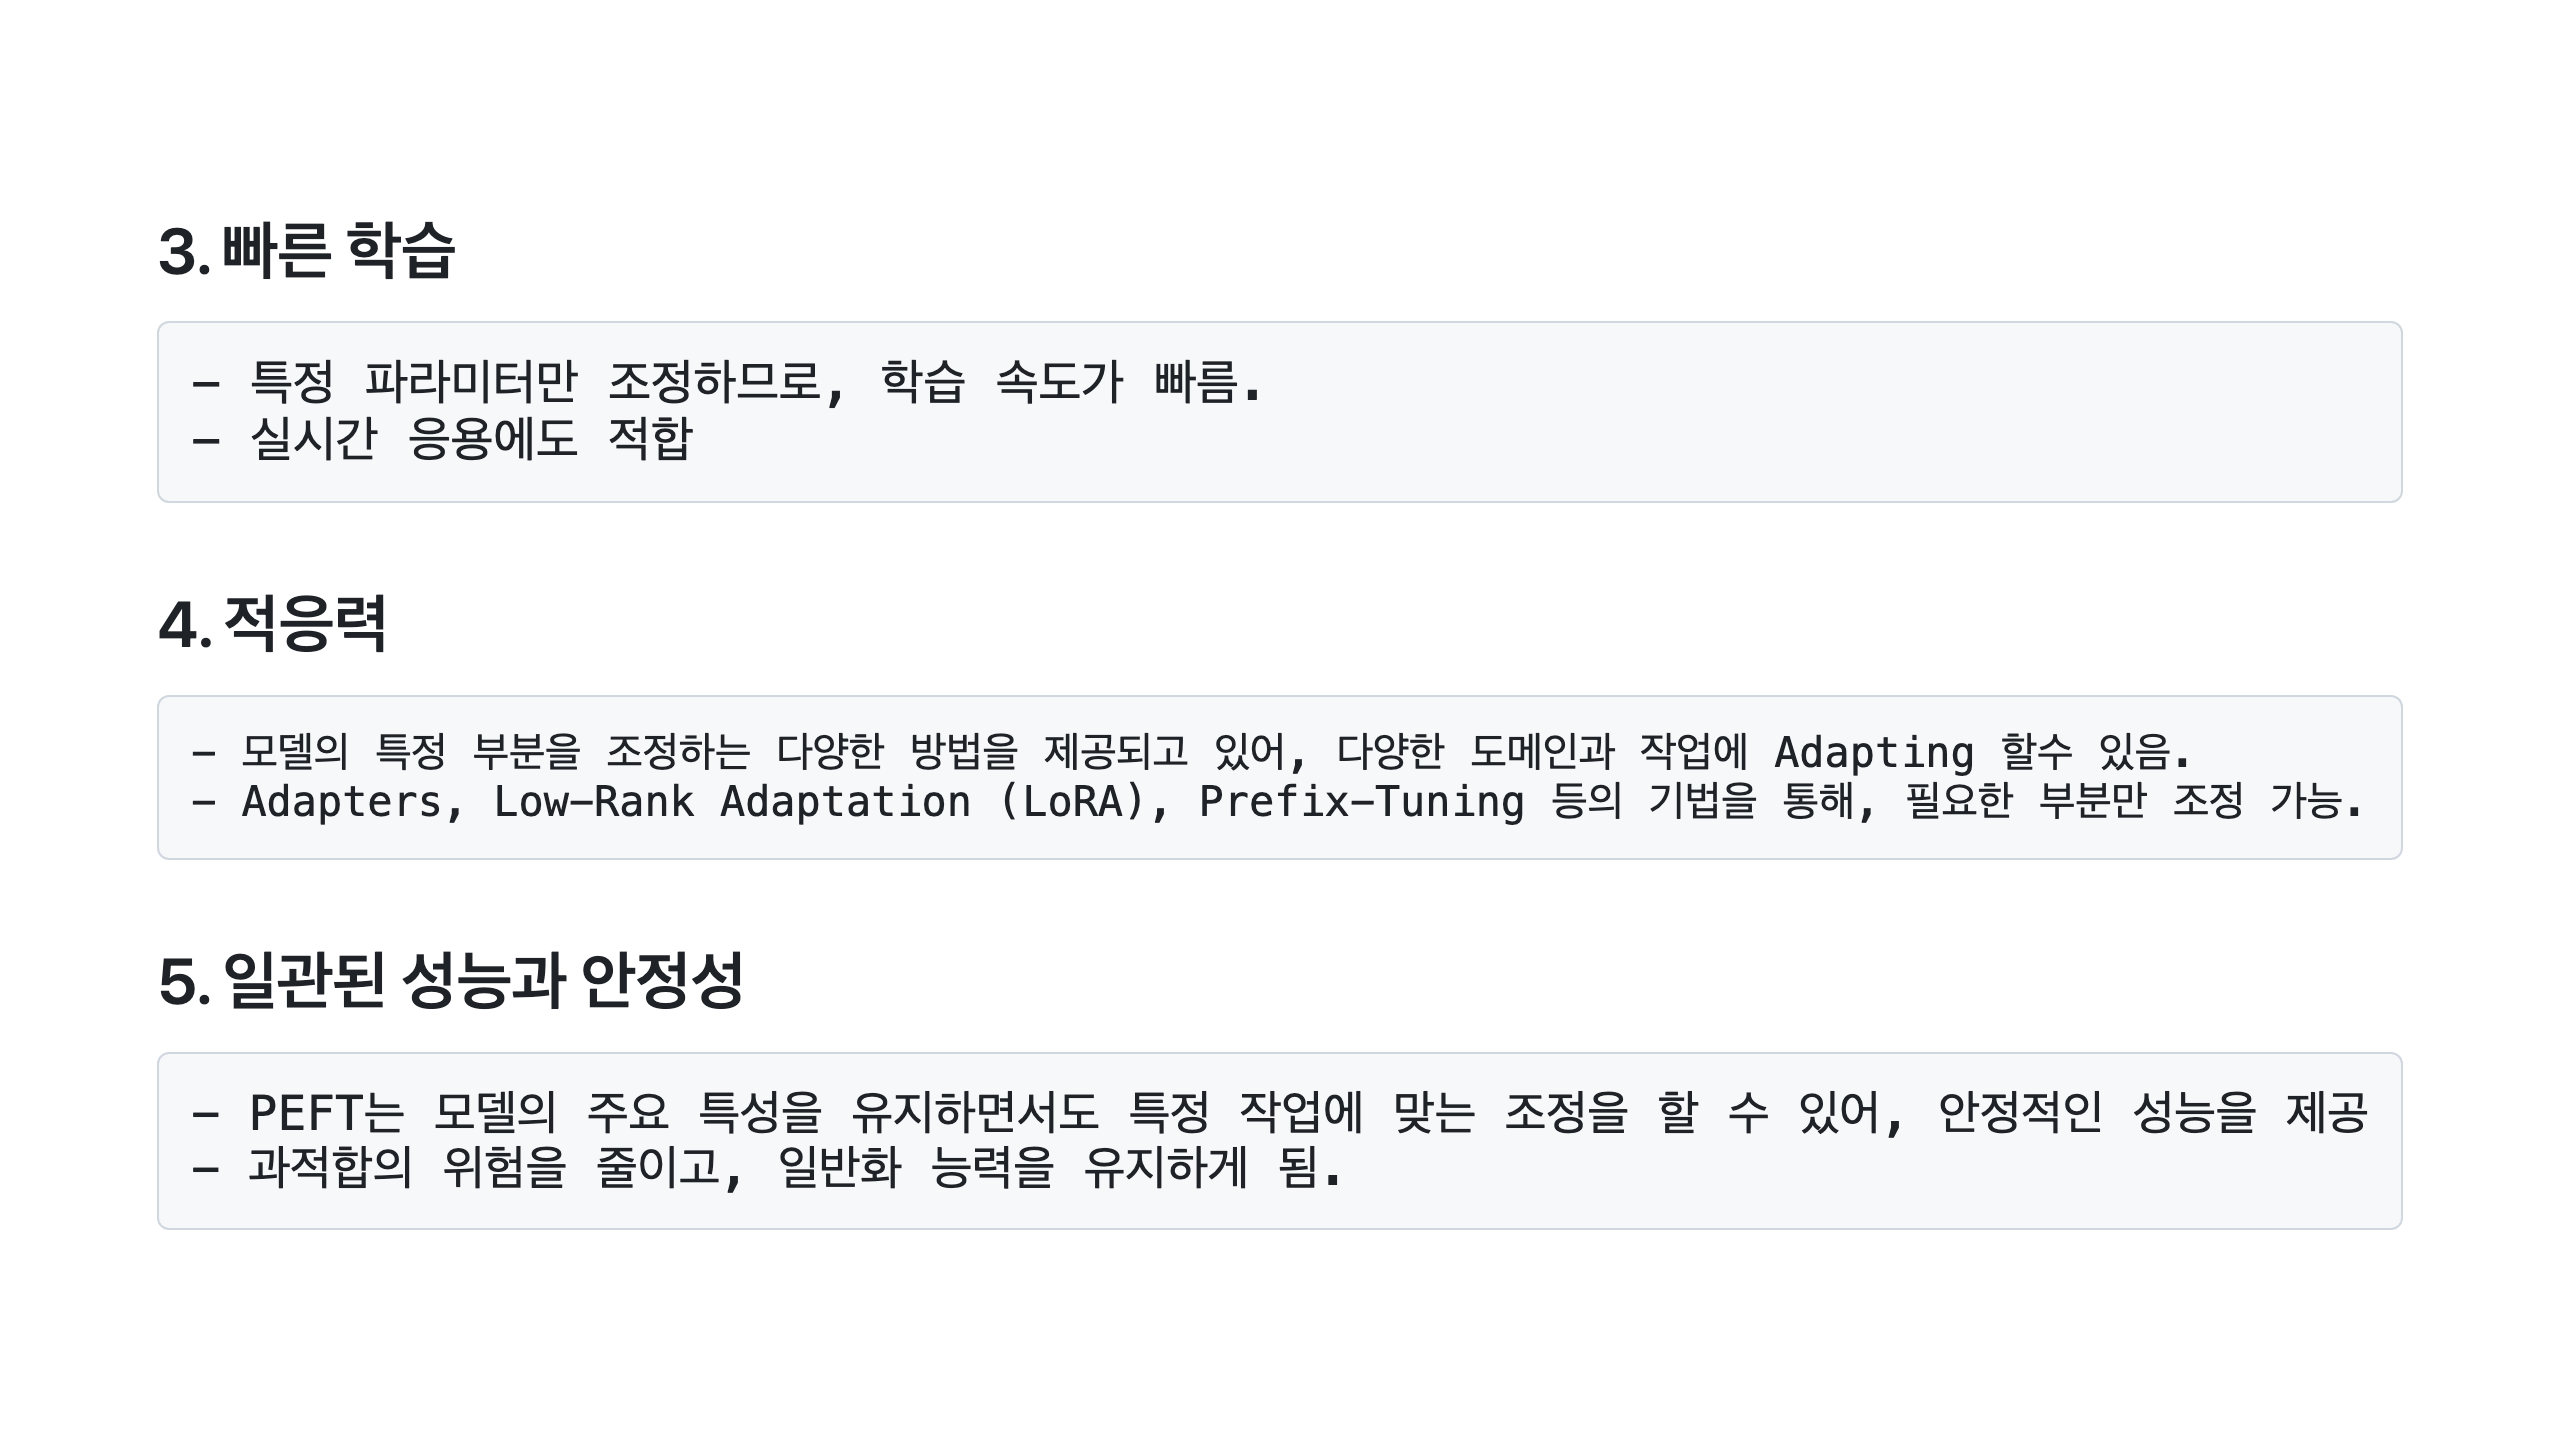 3. 빠른 학습
- 특정 파라미터만 조정하므로, 학습 속도가 빠름.
- 실시간 응용에도 적합
4. 적응력
- 모델의 특정 부분을 조정하는 다양한 방법을 제공되고 있어, 다양한 도메인과 작업에 Adapting 할수 있음.
- Adapters, Low-Rank Adaptation (LoRA), Prefix-Tuning 등의 기법을 통해, 필요한 부분만 조정 가능.
5. 일관된 성능과 안정성
- PEFT는 모델의 주요 특성을 유지하면서도 특정 작업에 맞는 조정을 할 수 있어, 안정적인 성능을 제공
- 과적합의 위험을 줄이고, 일반화 능력을 유지하게 됨.